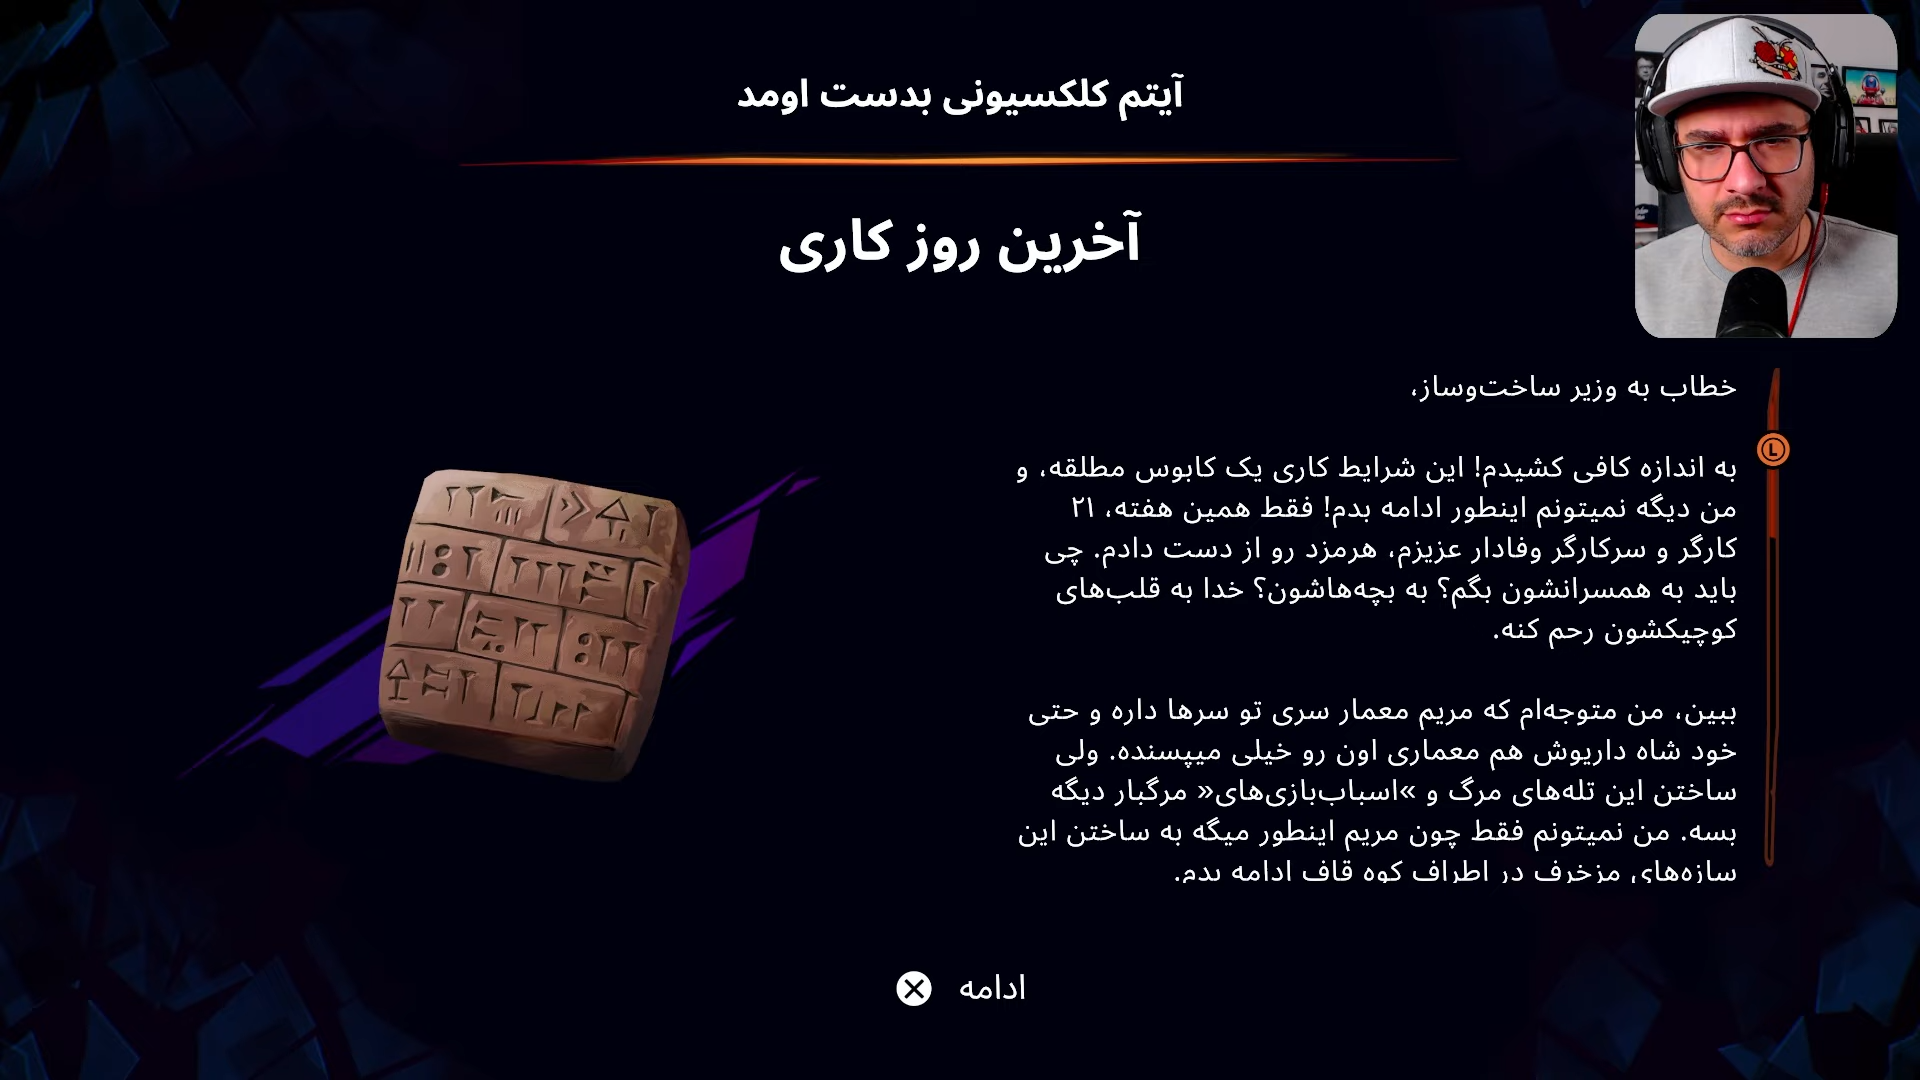 آیتم کلکسیونی بدست اومد
آخرین روز کاری
خطاب به وزیر ساخت‌وساز،
به اندازه کافی کشیدم! این شرایط کاری یک کابوس مطلقه، و
من دیگه نمیتونم اینطور ادامه بدم! فقط همین هفته، ۲۱
کارگر و سرکارگر وفادار عزیزم، هرمزد رو از دست دادم. چی
باید به همسرانشون بگم؟ به بچه‌هاشون؟ خدا به قلب‌های
کوچیکشون رحم کنه.
ببین، من متوجه‌ام که مریم معمار سری تو سرها داره و حتی
خود شاه داریوش هم معماری اون رو خیلی میپسنده. ولی
ساختن این تله‌های مرگ و »اسباب‌بازی‌های« مرگبار دیگه
بسه. من نمیتونم فقط چون مریم اینطور میگه به ساختن این
سازه‌های مزخرف در اطراف کوه قاف ادامه بدم.
L
ادامه